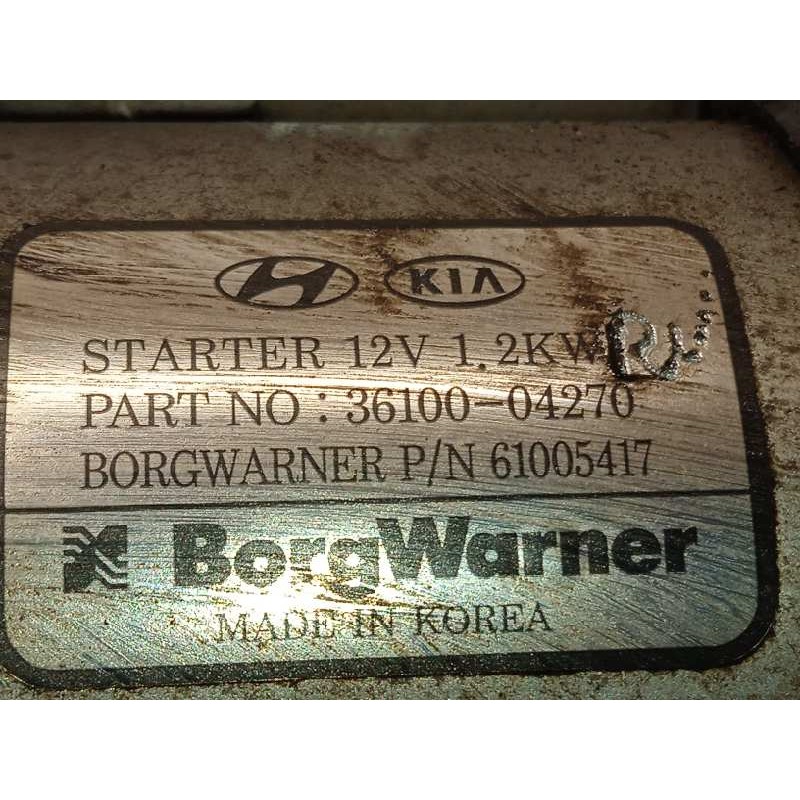 KIA
STARTER 12V 1.2KW
PART NO : 36100-04270
BORGWARNER P/N 61005417
BorgWarner
MADE IN KOREA